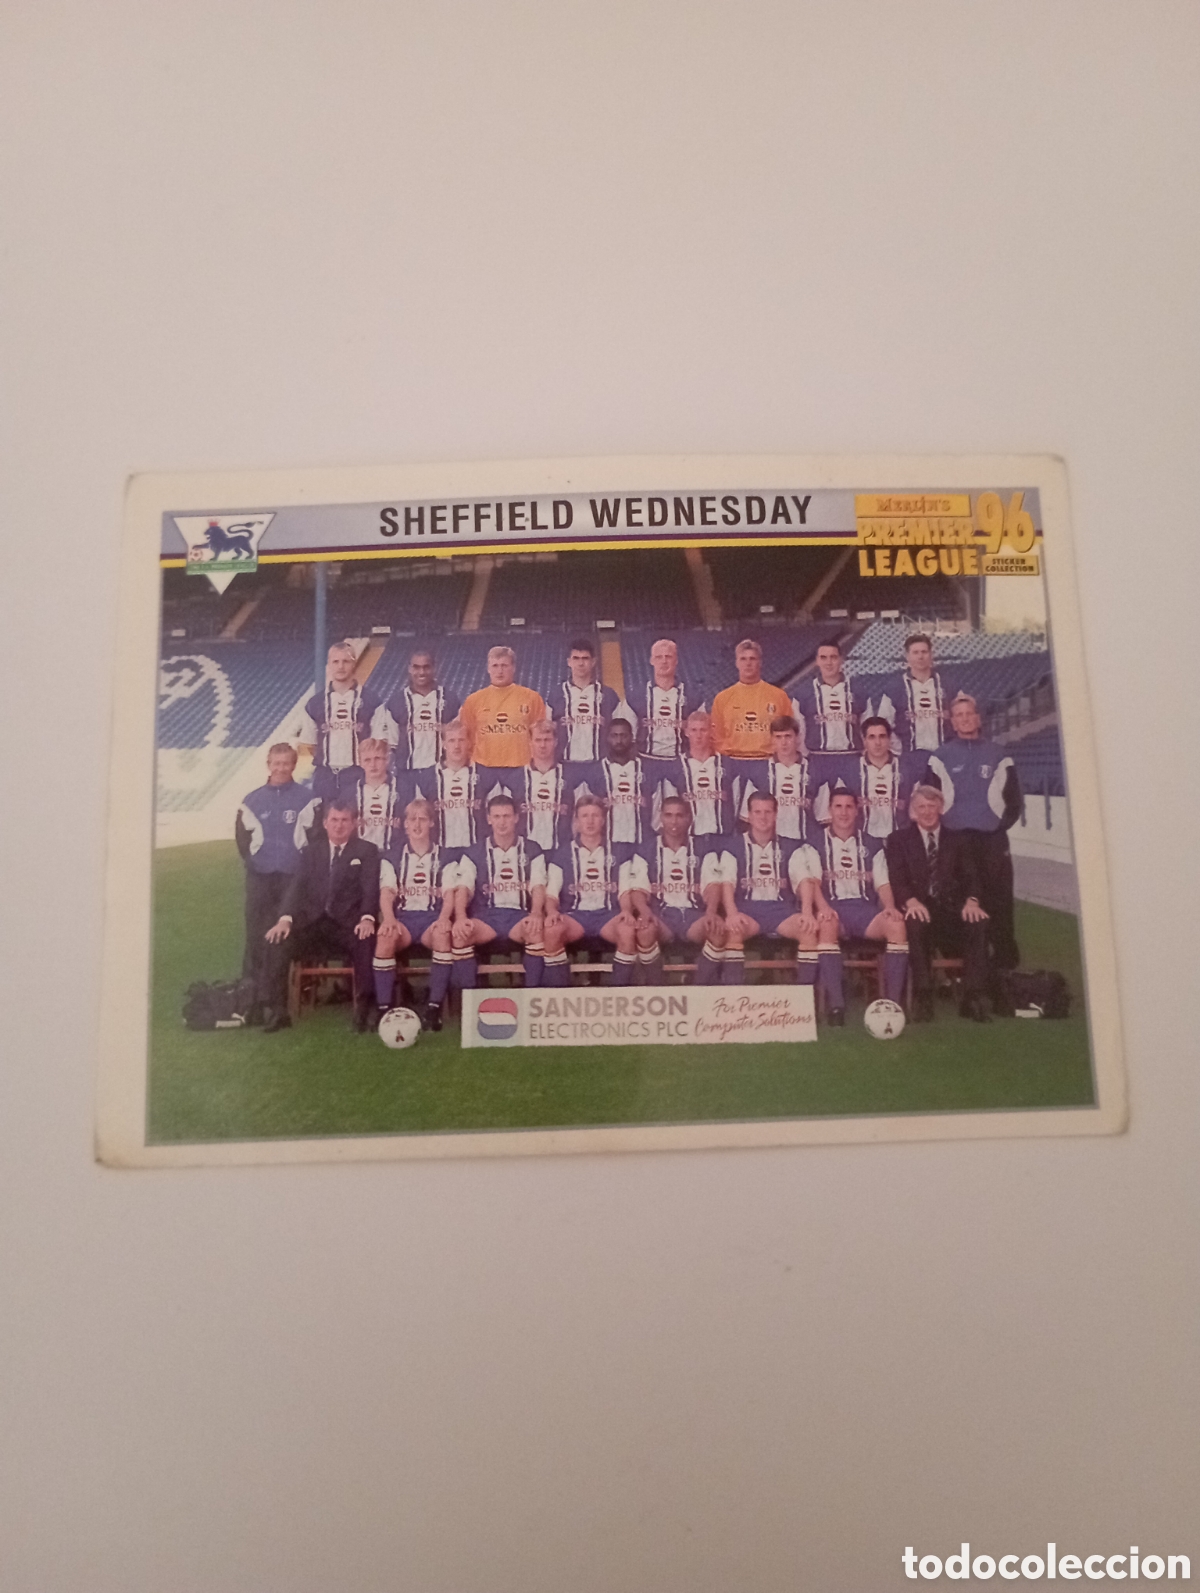 SHEFFIELD WEDNESDAY
MERLIN'S
PREMIER
LEAGUE
96
STICKER
COLLECTION
SANDERSON
ELECTRONICS PLC
For Premier
Computer Solutions
todocoleccion